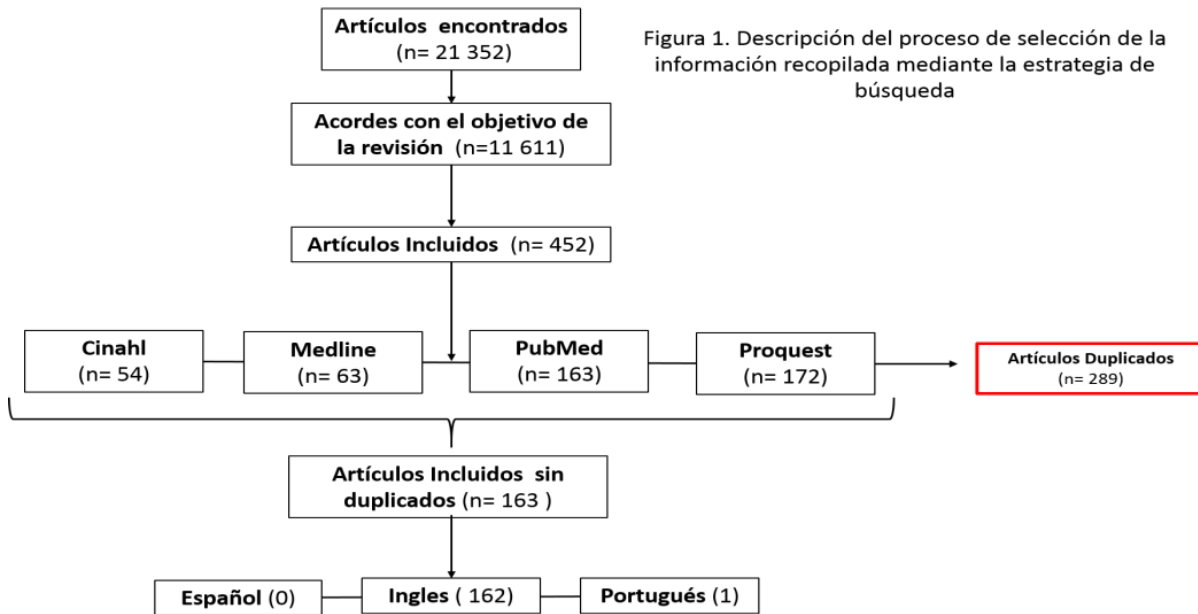 Artículos encontrados
(n= 21 352)
Figura 1. Descripción del proceso de selección de la
información recopilada mediante la estrategia de
búsqueda
Acordes con el objetivo de
la revisión (n=11 611)
Artículos Incluidos (n= 452)
Cinahl
(n= 54)
Medline
(n= 63)
PubMed
(n= 163)
Proquest
(n= 172)
Artículos Duplicados
(n= 289)
Artículos Incluidos sin
duplicados (n= 163 )
Español (0)
Ingles ( 162)
Portugués (1)